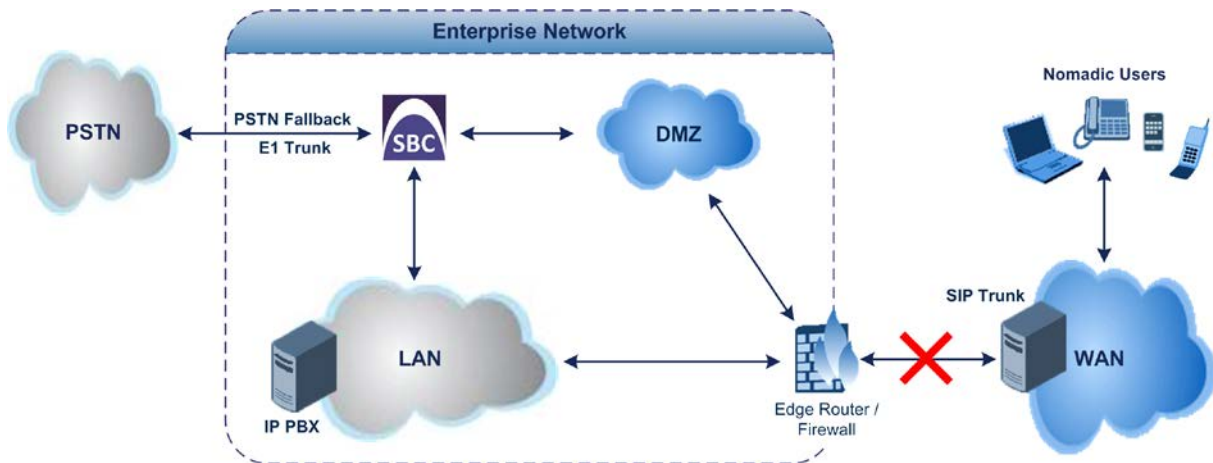 Enterprise Network
Nomadic Users
PSTN
PSTN Fallback
E1 Trunk
SBC
DMZ
SIP Trunk
LAN
WAN
IP PBX
Edge Router /
Firewall